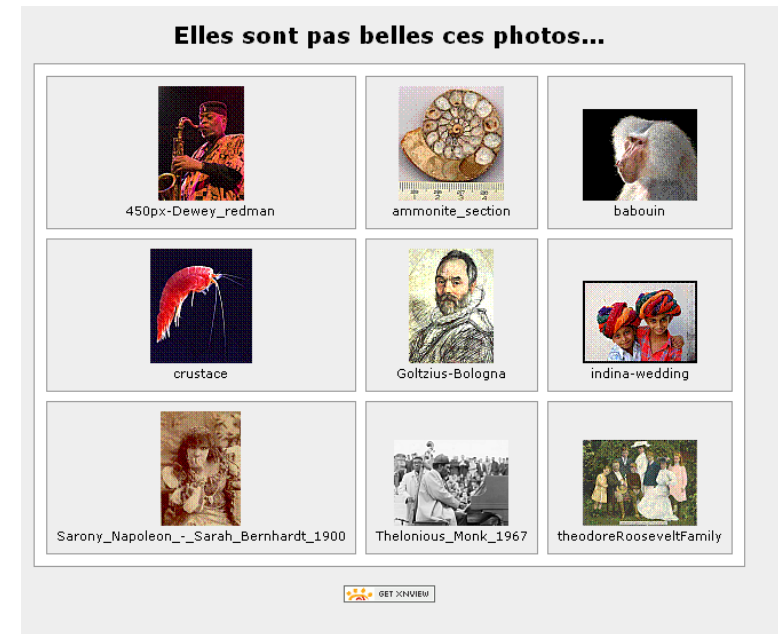 Elles sont pas belles ces photos...
450px-Dewey_redman
ammonite_section
babouin
crustace
Goltzius-Bologna
indina-wedding
Sarony_Napoleon_-_Sarah_Bernhardt_1900
Thelonious_Monk_1967
theodoreRooseveltFamily
GET XNVIEW